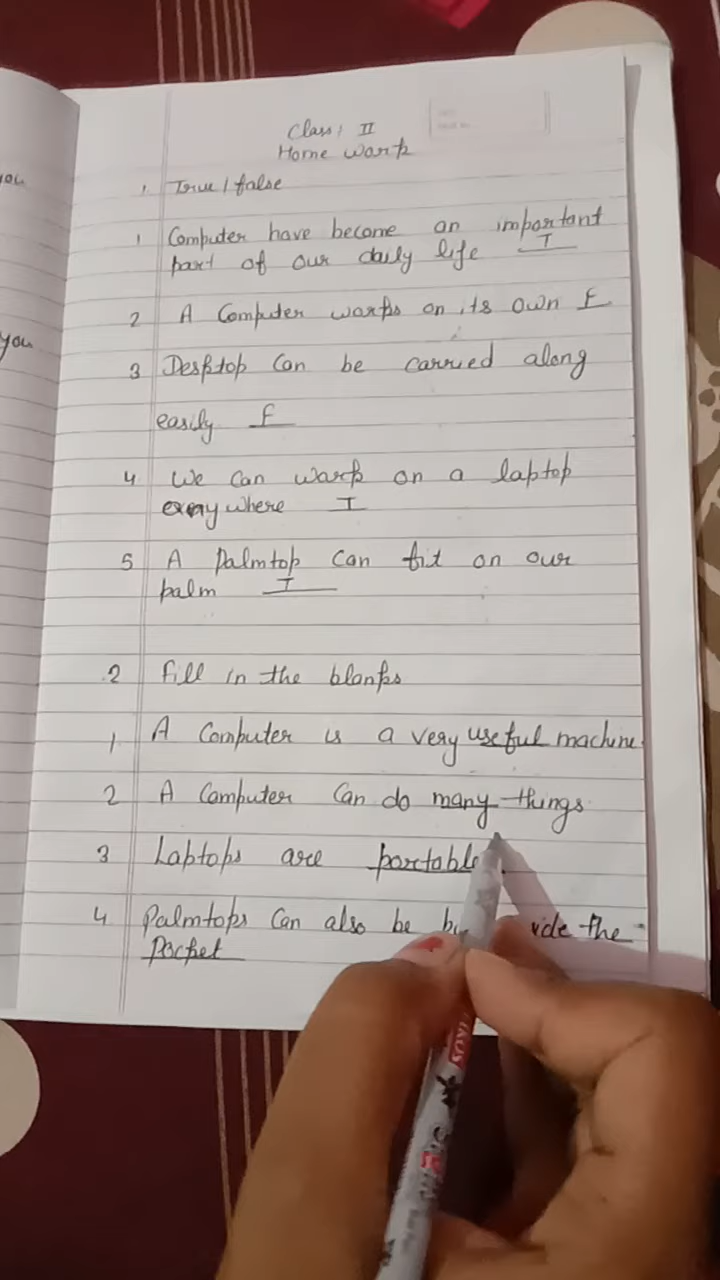 you
you
Class: II
Home work
1 True / false
1 Computer have become an important
part of our daily life T
2 A Computer works on its own F
3 Desktop can be carried along
easily F
4 We can work on a laptop
everywhere T
5 A Palmtop can fit on our
palm T
2 fill in the blanks
1 A Computer is a very useful machine.
2 A Computer can do many things
3 Laptops are portable
4 Palmtops can also be the
Pocket